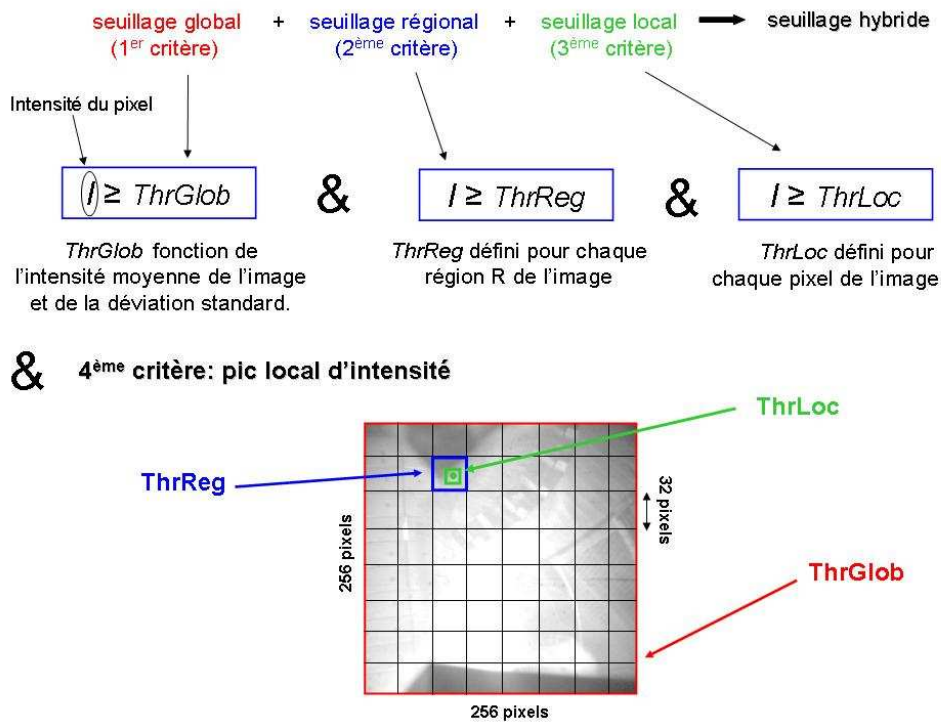 seuillage global + seuillage régional + seuillage local seuillage hybride
(1er critère) (2ème critère) (3ème critère)
Intensité du pixel
I ≥ ThrGlob & I ≥ ThrReg & I ≥ ThrLoc
ThrGlob fonction de
l'intensité moyenne de l'image
et de la déviation standard.
ThrReg défini pour chaque
région R de l'image
ThrLoc défini pour
chaque pixel de l'image
& 4ème critère: pic local d'intensité
ThrLoc
ThrReg
32 pixels
256 pixels
ThrGlob
256 pixels